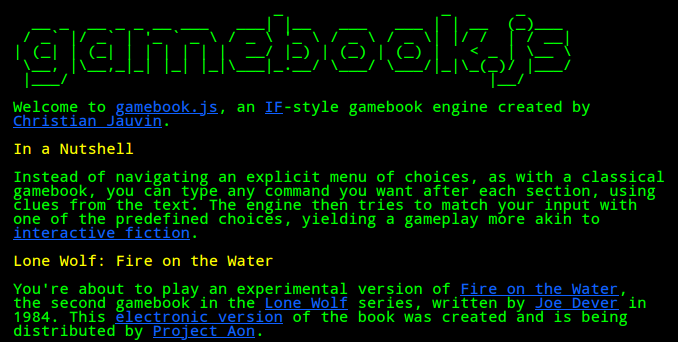 gamebook.js
Welcome to gamebook.js, an IF-style gamebook engine created by
Christian Jauvin.
In a Nutshell
Instead of navigating an explicit menu of choices, as with a classical
gamebook, you can type any command you want after each section, using
clues from the text. The engine then tries to match your input with
one of the predefined choices, yielding a gameplay more akin to
interactive fiction.
Lone Wolf: Fire on the Water
You're about to play an experimental version of Fire on the Water,
the second gamebook in the Lone Wolf series, written by Joe Dever in
1984. This electronic version of the book was created and is being
distributed by Project Aon.